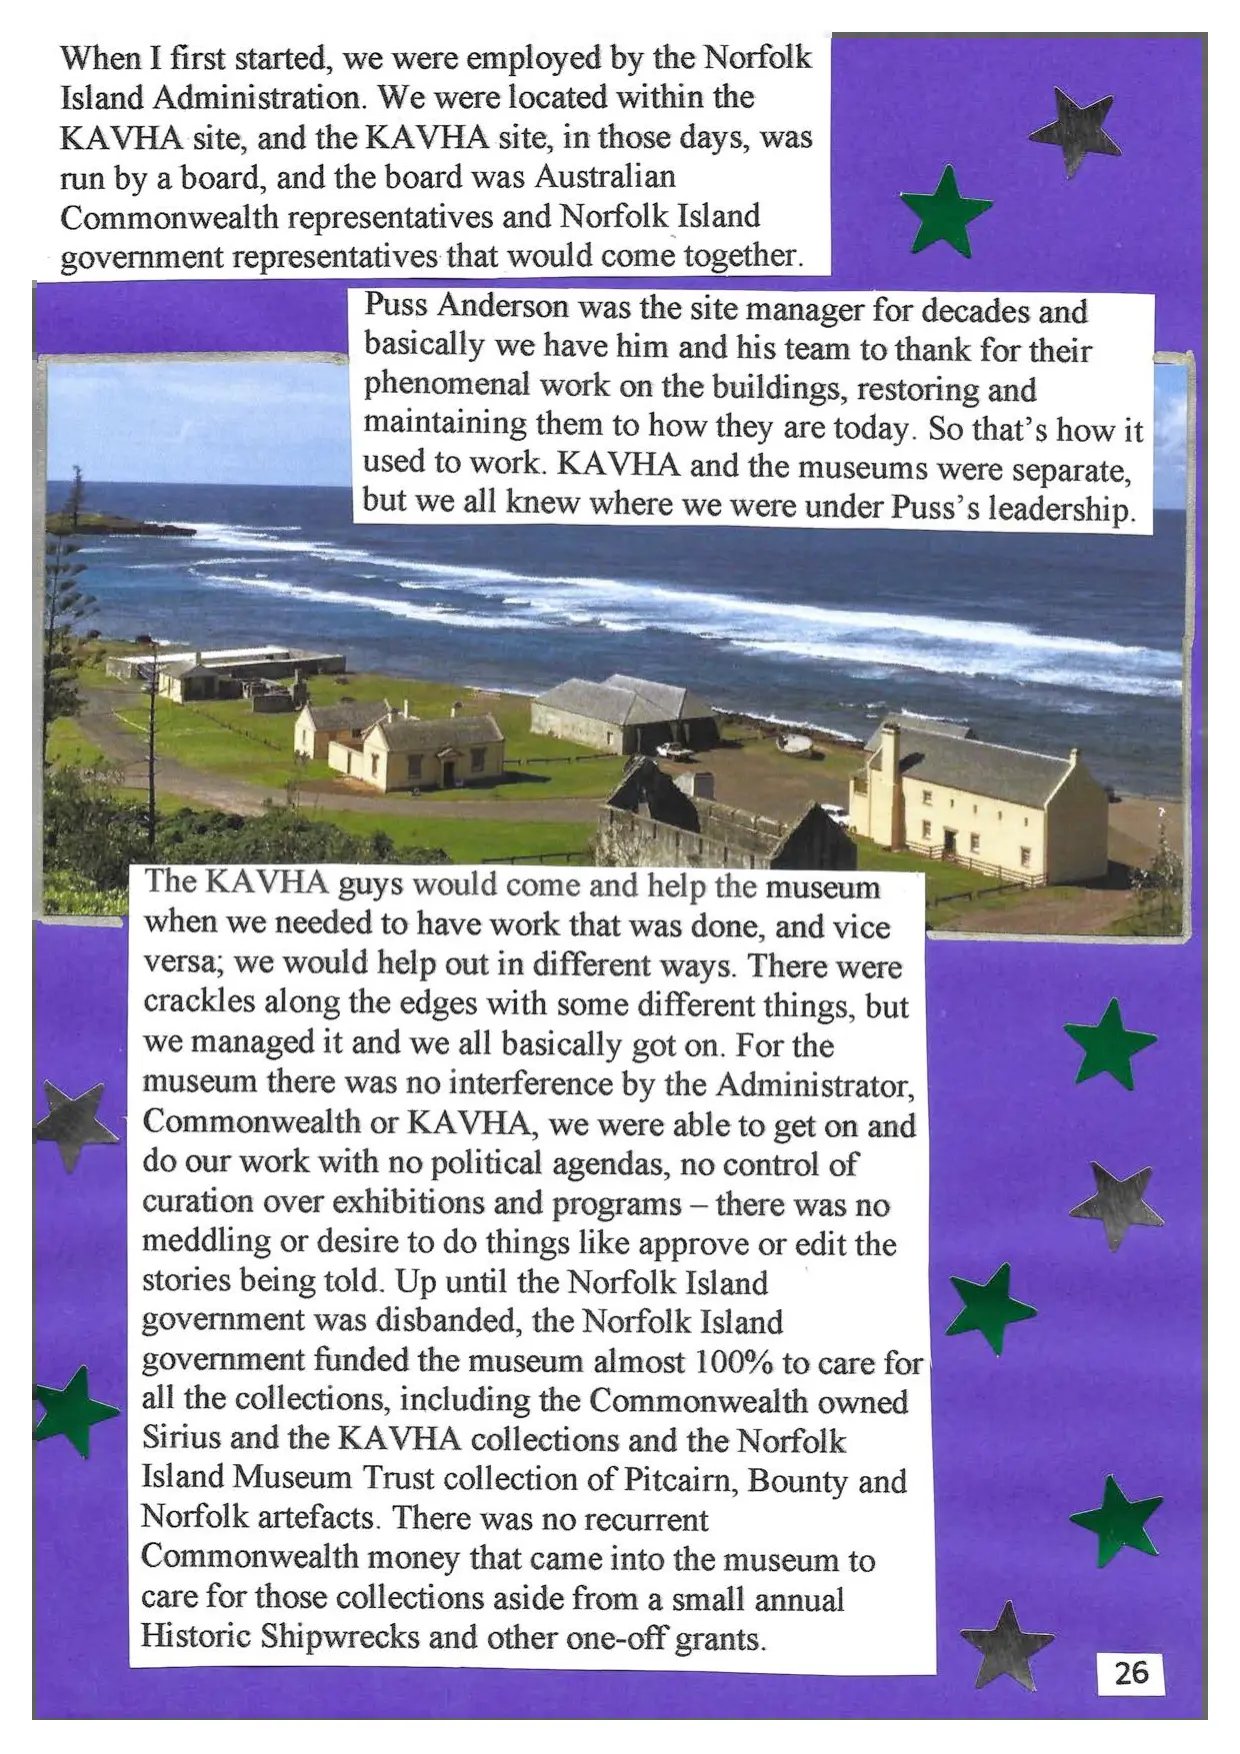 When I first started, we were employed by the Norfolk
Island Administration. We were located within the
KAVHA site, and the KAVHA site, in those days, was
run by a board, and the board was Australian
Commonwealth representatives and Norfolk Island
government representatives that would come together.
Puss Anderson was the site manager for decades and
basically we have him and his team to thank for their
phenomenal work on the buildings, restoring and
maintaining them to how they are today. So that’s how it
used to work. KAVHA and the museums were separate,
but we all knew where we were under Puss’s leadership.
The KAVHA guys would come and help the museum
when we needed to have work that was done, and vice
versa; we would help out in different ways. There were
crackles along the edges with some different things, but
we managed it and we all basically got on. For the
museum there was no interference by the Administrator,
Commonwealth or KAVHA, we were able to get on and
do our work with no political agendas, no control of
curation over exhibitions and programs – there was no
meddling or desire to do things like approve or edit the
stories being told. Up until the Norfolk Island
government was disbanded, the Norfolk Island
government funded the museum almost 100% to care for
all the collections, including the Commonwealth owned
Sirius and the KAVHA collections and the Norfolk
Island Museum Trust collection of Pitcairn, Bounty and
Norfolk artefacts. There was no recurrent
Commonwealth money that came into the museum to
care for those collections aside from a small annual
Historic Shipwrecks and other one-off grants.
26